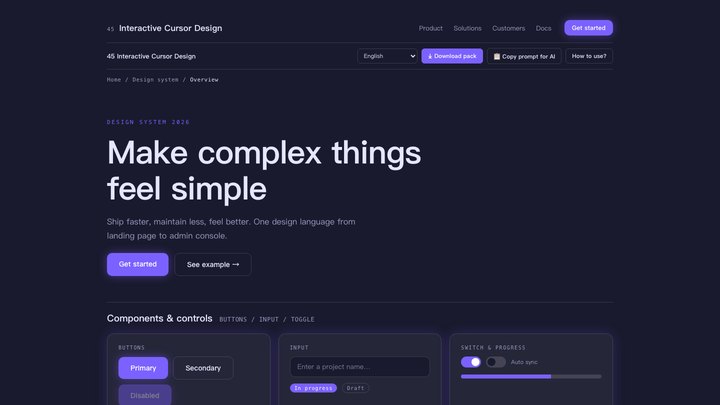 45 Interactive Cursor Design
Product Solutions Customers Docs Get started
45 Interactive Cursor Design
English Download pack Copy prompt for AI How to use?
Home / Design system / Overview
DESIGN SYSTEM 2026
Make complex things
feel simple
Ship faster, maintain less, feel better. One design language from
landing page to admin console.
Get started See example →
Components & controls BUTTONS / INPUT / TOGGLE
BUTTONS
Primary Secondary
Disabled
INPUT
Enter a project name...
In progress Draft
SWITCH & PROGRESS
Auto sync